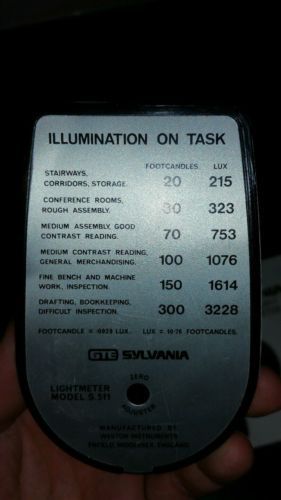 ILLUMINATION ON TASK
FOOTCANDLES LUX
STAIRWAYS,
CORRIDORS, STORAGE. 20 215
CONFERENCE ROOMS,
ROUGH ASSEMBLY. 30 323
MEDIUM ASSEMBLY, GOOD
CONTRAST READING. 70 753
MEDIUM CONTRAST READING,
GENERAL MERCHANDISING. 100 1076
FINE BENCH AND MACHINE
WORK, INSPECTION. 150 1614
DRAFTING, BOOKKEEPING,
DIFFICULT INSPECTION. 300 3228
FOOTCANDLE = ·0929 LUX. LUX = 10·76 FOOTCANDLES.
GTE SYLVANIA
LIGHTMETER
MODEL S.511
ZERO
ADJUSTER
MANUFACTURED BY
WESTON INSTRUMENTS
ENFIELD, MIDDLESEX, ENGLAND.